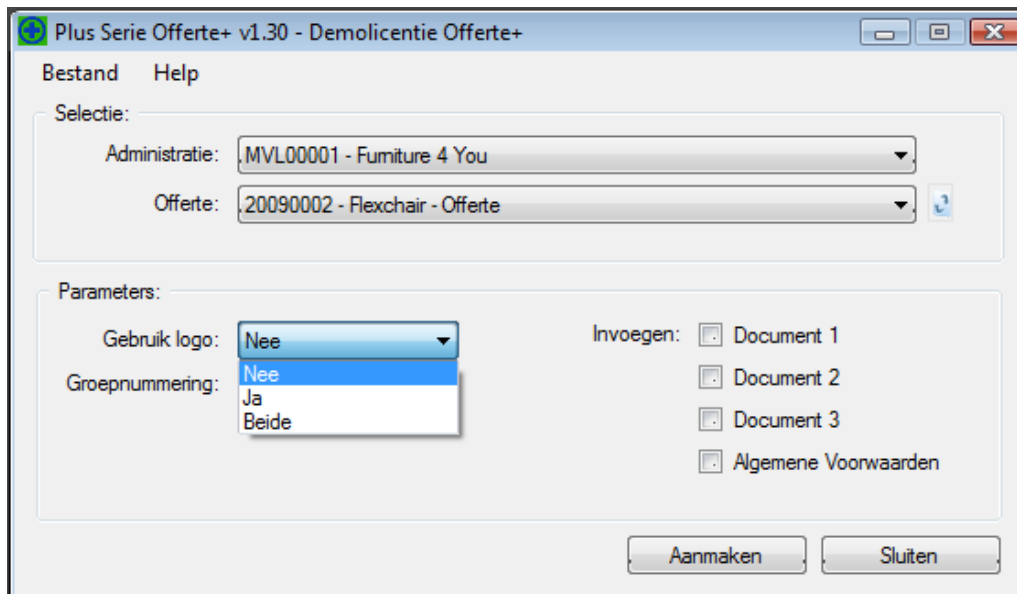 Plus Serie Offerte+ v1.30 - Demolicentie Offerte+
Bestand Help
Selectie:
Administratie: MVL00001 - Furniture 4 You
Offerte: 20090002 - Flexchair - Offerte
Parameters:
Gebruik logo: Nee
Invoegen: Document 1
Nee
Groepnummering:
Document 2
Ja
Beide
Document 3
Algemene Voorwaarden
Aanmaken Sluiten